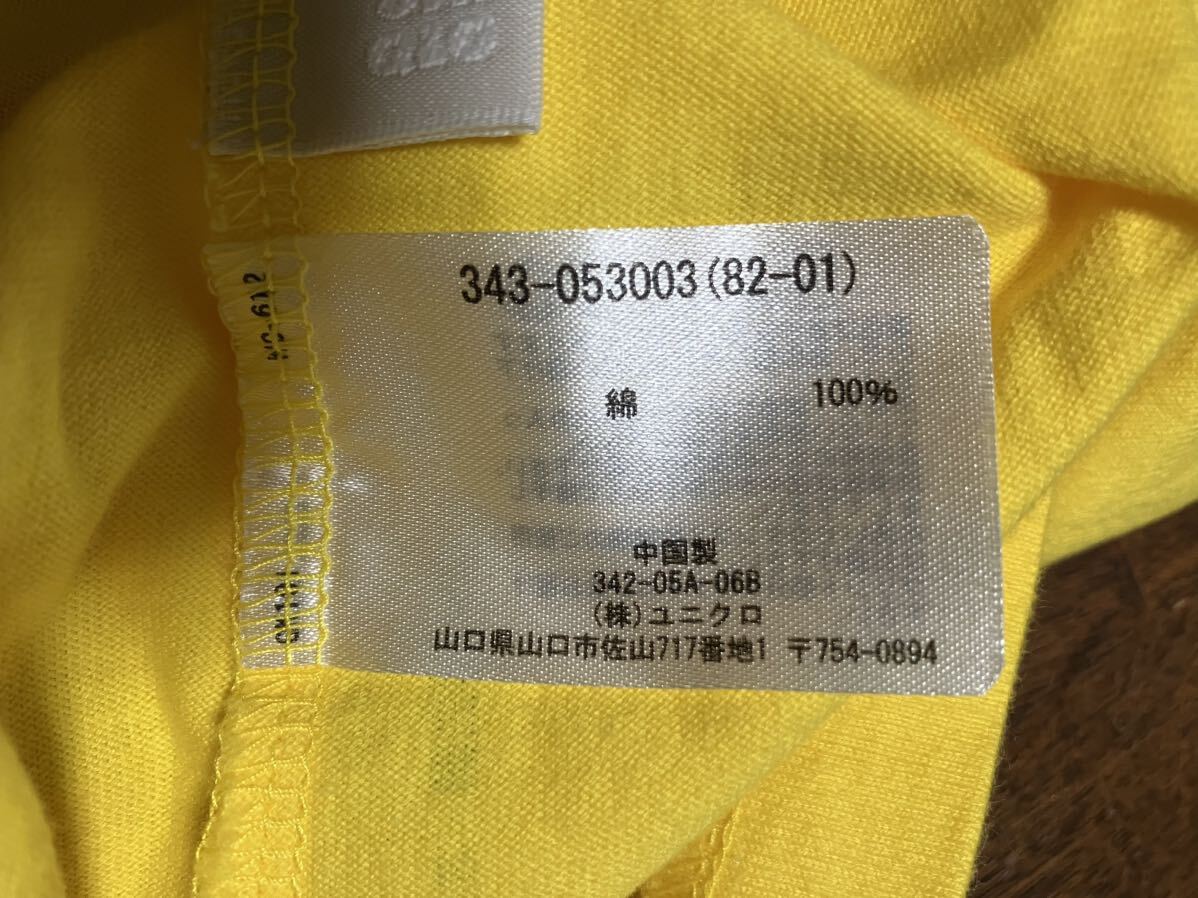 343-053003(82-01)
綿 100%
中国製
342-05A-06B
(株)ユニクロ
山口県山口市佐山717番地1 〒754-0894